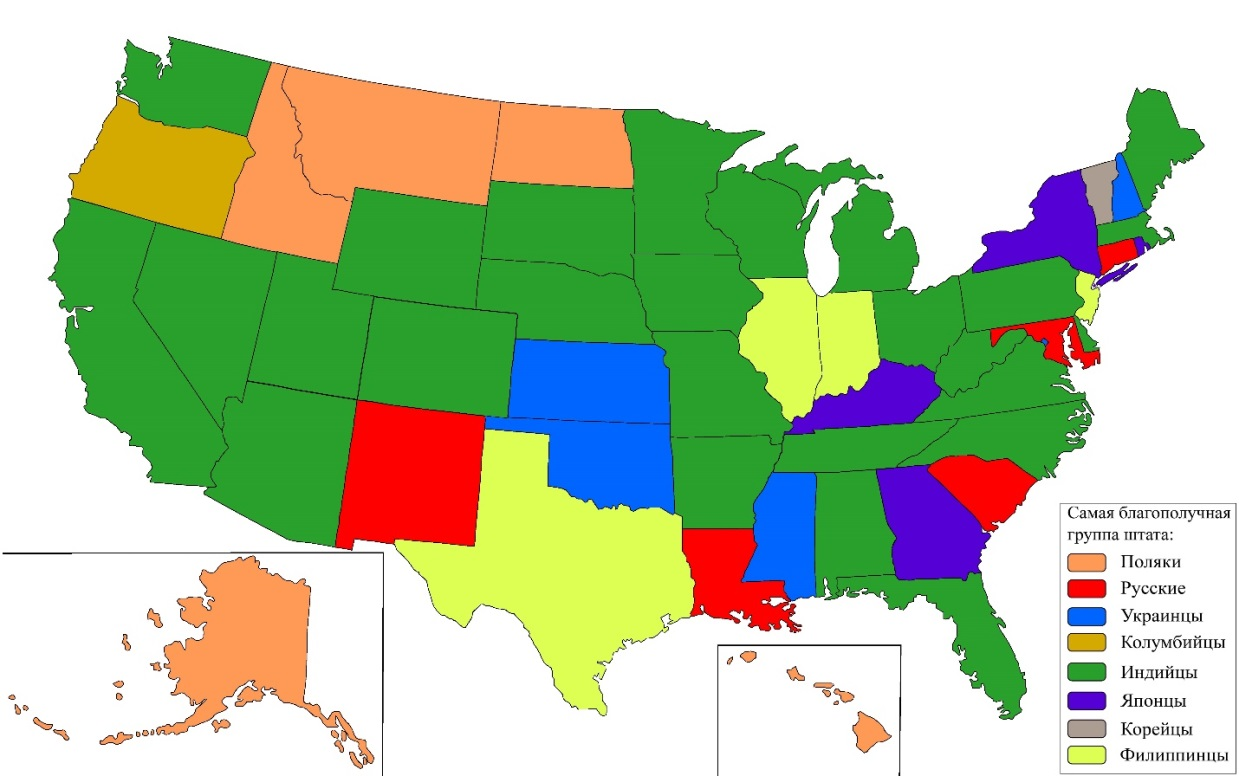 Самая благополучная
группа штата:
Поляки
Русские
Украинцы
Колумбийцы
Индийцы
Японцы
Корейцы
Филиппинцы